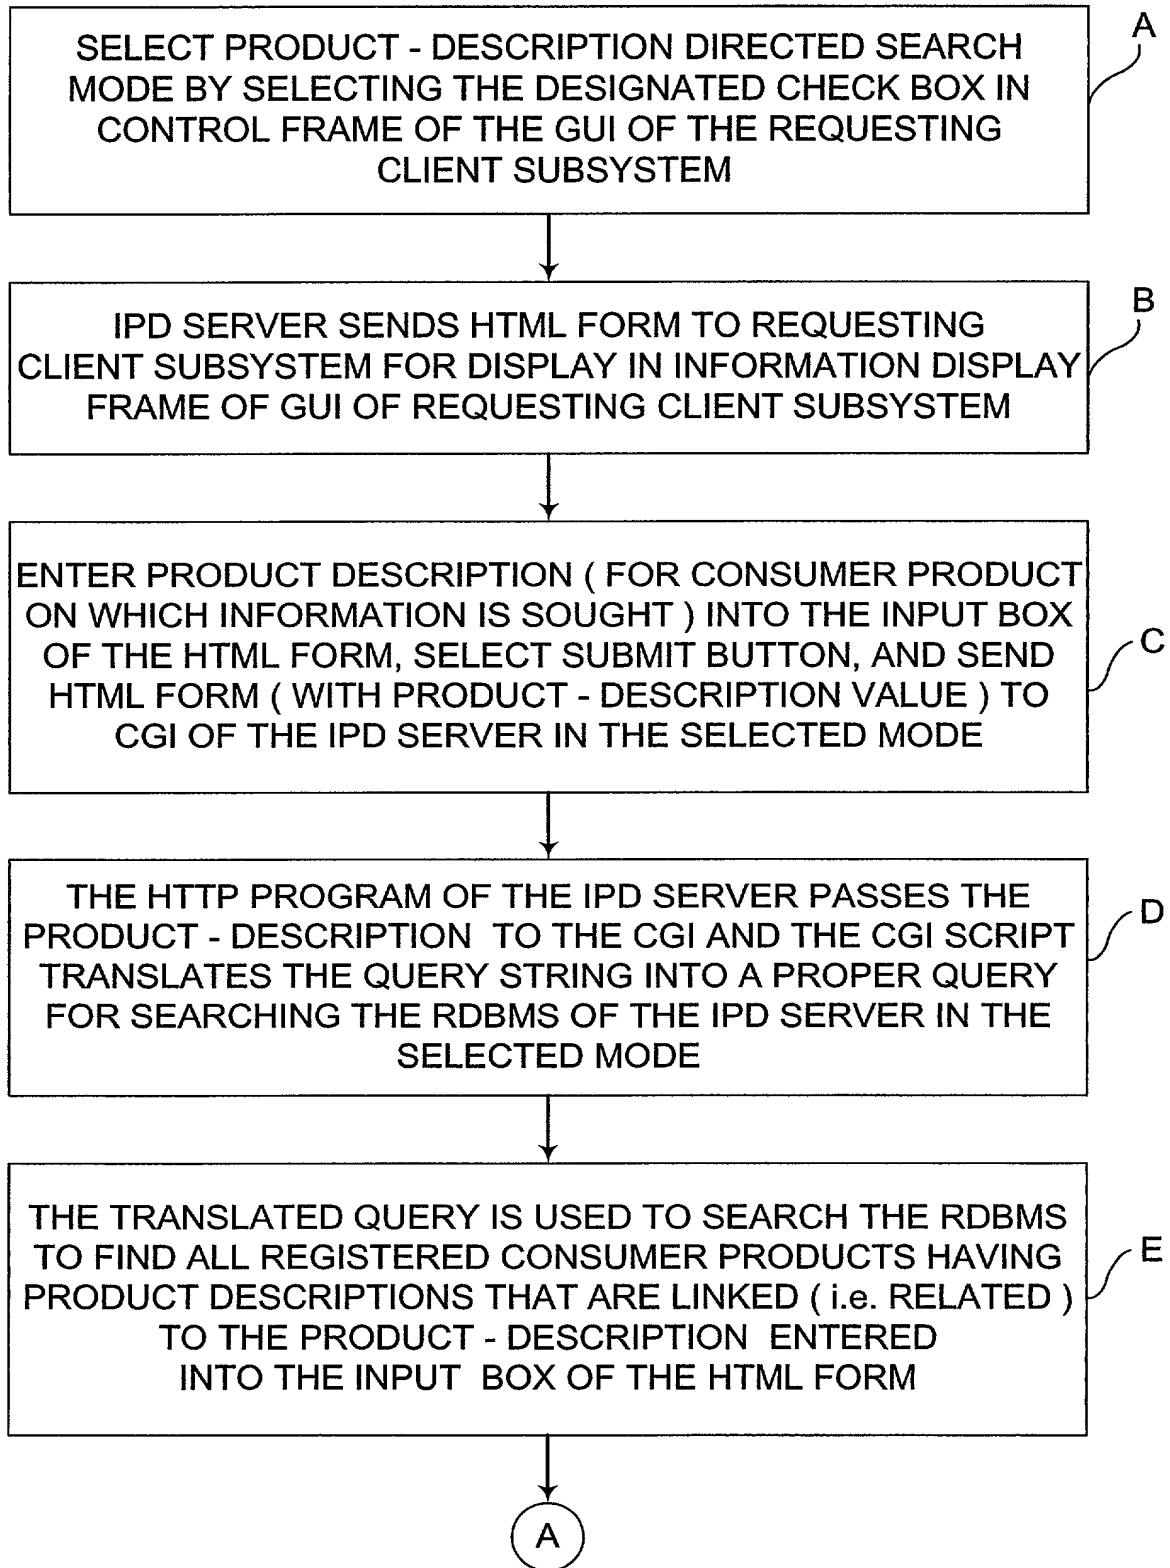 SELECT PRODUCT - DESCRIPTION DIRECTED SEARCH
MODE BY SELECTING THE DESIGNATED CHECK BOX IN
CONTROL FRAME OF THE GUI OF THE REQUESTING
CLIENT SUBSYSTEM
A
IPD SERVER SENDS HTML FORM TO REQUESTING
CLIENT SUBSYSTEM FOR DISPLAY IN INFORMATION DISPLAY
FRAME OF GUI OF REQUESTING CLIENT SUBSYSTEM
B
ENTER PRODUCT DESCRIPTION ( FOR CONSUMER PRODUCT
ON WHICH INFORMATION IS SOUGHT ) INTO THE INPUT BOX
OF THE HTML FORM, SELECT SUBMIT BUTTON, AND SEND
HTML FORM ( WITH PRODUCT - DESCRIPTION VALUE ) TO
CGI OF THE IPD SERVER IN THE SELECTED MODE
C
THE HTTP PROGRAM OF THE IPD SERVER PASSES THE
PRODUCT - DESCRIPTION TO THE CGI AND THE CGI SCRIPT
TRANSLATES THE QUERY STRING INTO A PROPER QUERY
FOR SEARCHING THE RDBMS OF THE IPD SERVER IN THE
SELECTED MODE
D
THE TRANSLATED QUERY IS USED TO SEARCH THE RDBMS
TO FIND ALL REGISTERED CONSUMER PRODUCTS HAVING
PRODUCT DESCRIPTIONS THAT ARE LINKED ( i.e. RELATED )
TO THE PRODUCT - DESCRIPTION ENTERED
INTO THE INPUT BOX OF THE HTML FORM
E
A